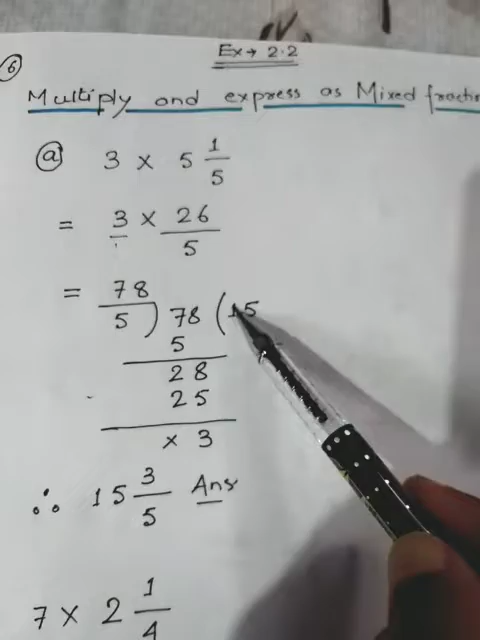 Ex → 2.2
6
Multiply and express as Mixed fractio
(a) 3 × 5 1/5
= 3 × 26/5
= 78/5 ) 78 ( 15
5
28
25
× 3
∴ 15 3/5 Ans
7 × 2 1/4